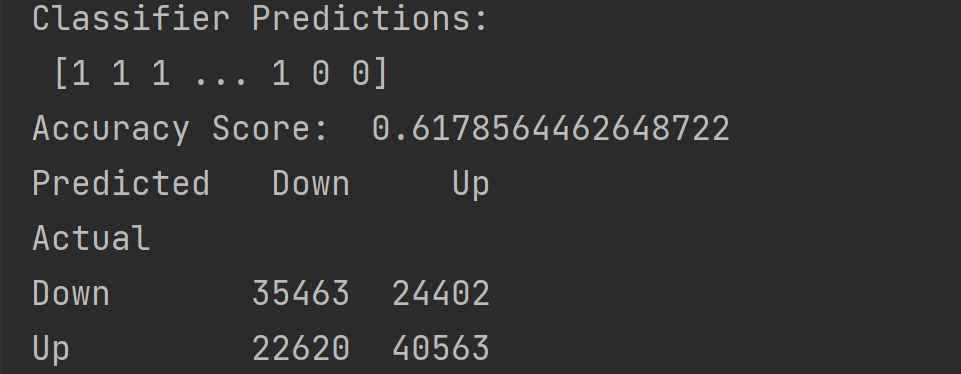 Classifier Predictions:
[1 1 1 ... 1 0 0]
Accuracy Score:  0.6178564462648722
Predicted   Down     Up
Actual
Down       35463  24402
Up         22620  40563